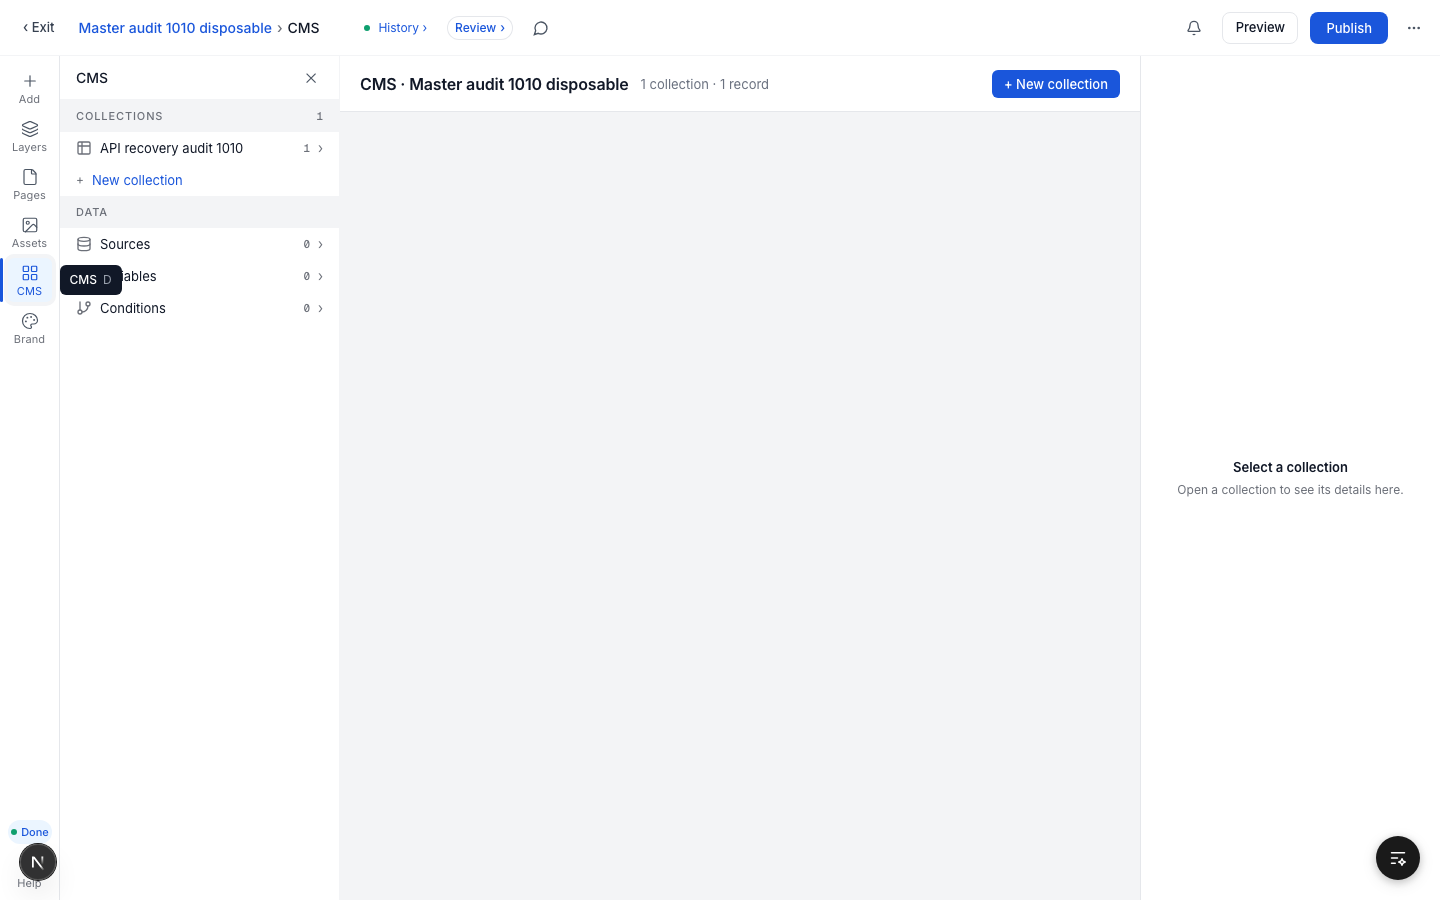 ‹ Exit
Master audit 1010 disposable › CMS
History ›
Review ›
Preview
Publish
Add
Layers
Pages
Assets
CMS
Brand
Done
N
Help
CMS
COLLECTIONS 1
API recovery audit 1010 1 ›
+ New collection
DATA
Sources 0 ›
CMS D
iables 0 ›
Conditions 0 ›
CMS · Master audit 1010 disposable 1 collection · 1 record
+ New collection
Select a collection
Open a collection to see its details here.